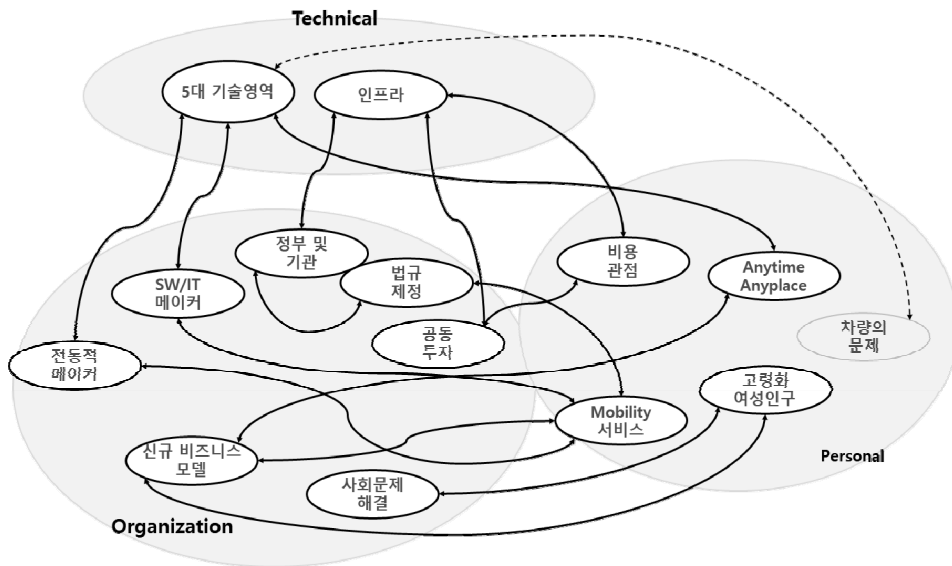 Technical
5대 기술영역
인프라
정부 및
기관
법규
제정
비용
관점
Anytime
Anyplace
SW/IT
메이커
공동
투자
차량의
문제
전동적
메이커
고령화
여성인구
Mobility
서비스
신규 비즈니스
모델
사회문제
해결
Personal
Organization